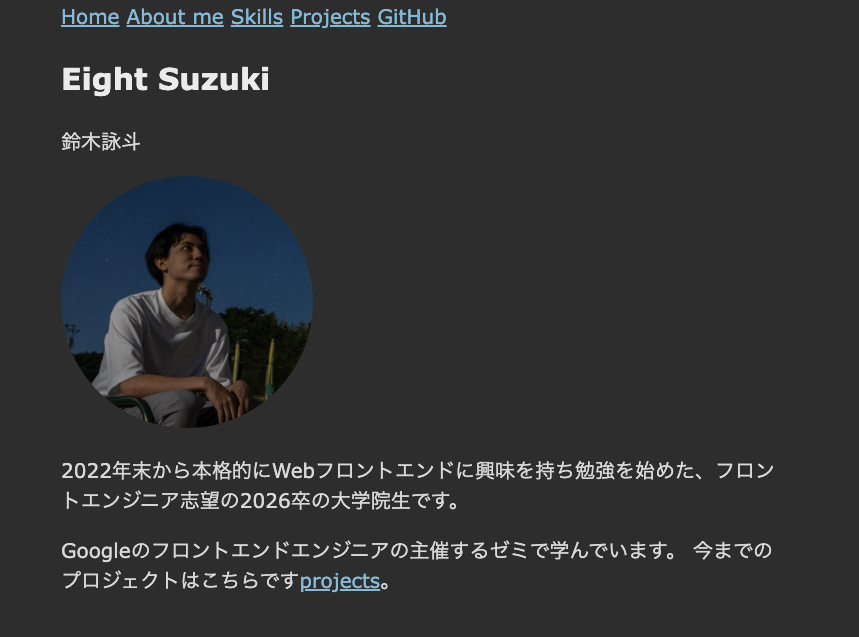 Home About me Skills Projects GitHub
Eight Suzuki
鈴木詠斗
2022年末から本格的にWebフロントエンドに興味を持ち勉強を始めた、フロン
トエンジニア志望の2026卒の大学院生です。
Googleのフロントエンドエンジニアの主催するゼミで学んでいます。 今までの
プロジェクトはこちらですprojects。